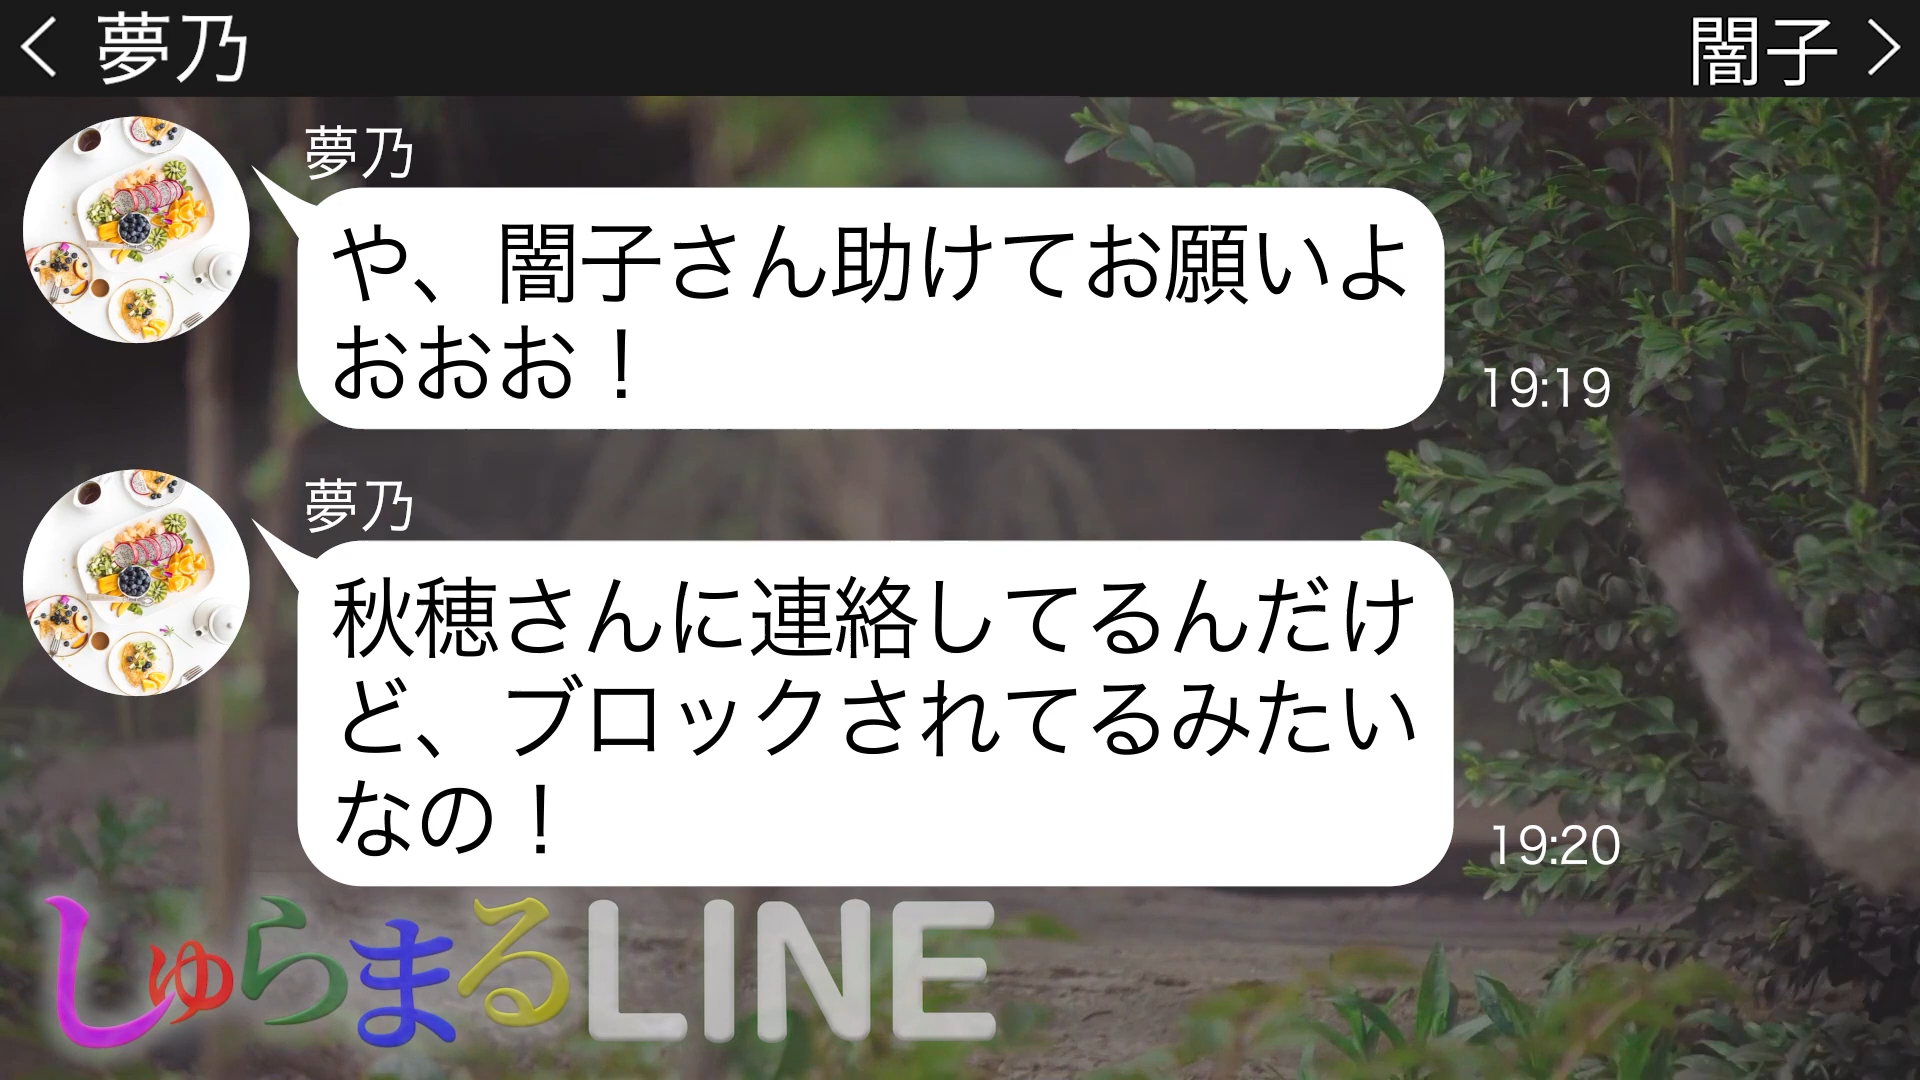 夢乃
闇子
夢乃
や、闇子さん助けてお願いよ
おおお！
19:19
夢乃
秋穂さんに連絡してるんだけ
ど、ブロックされてるみたい
なの！
19:20
しゅらまるLINE